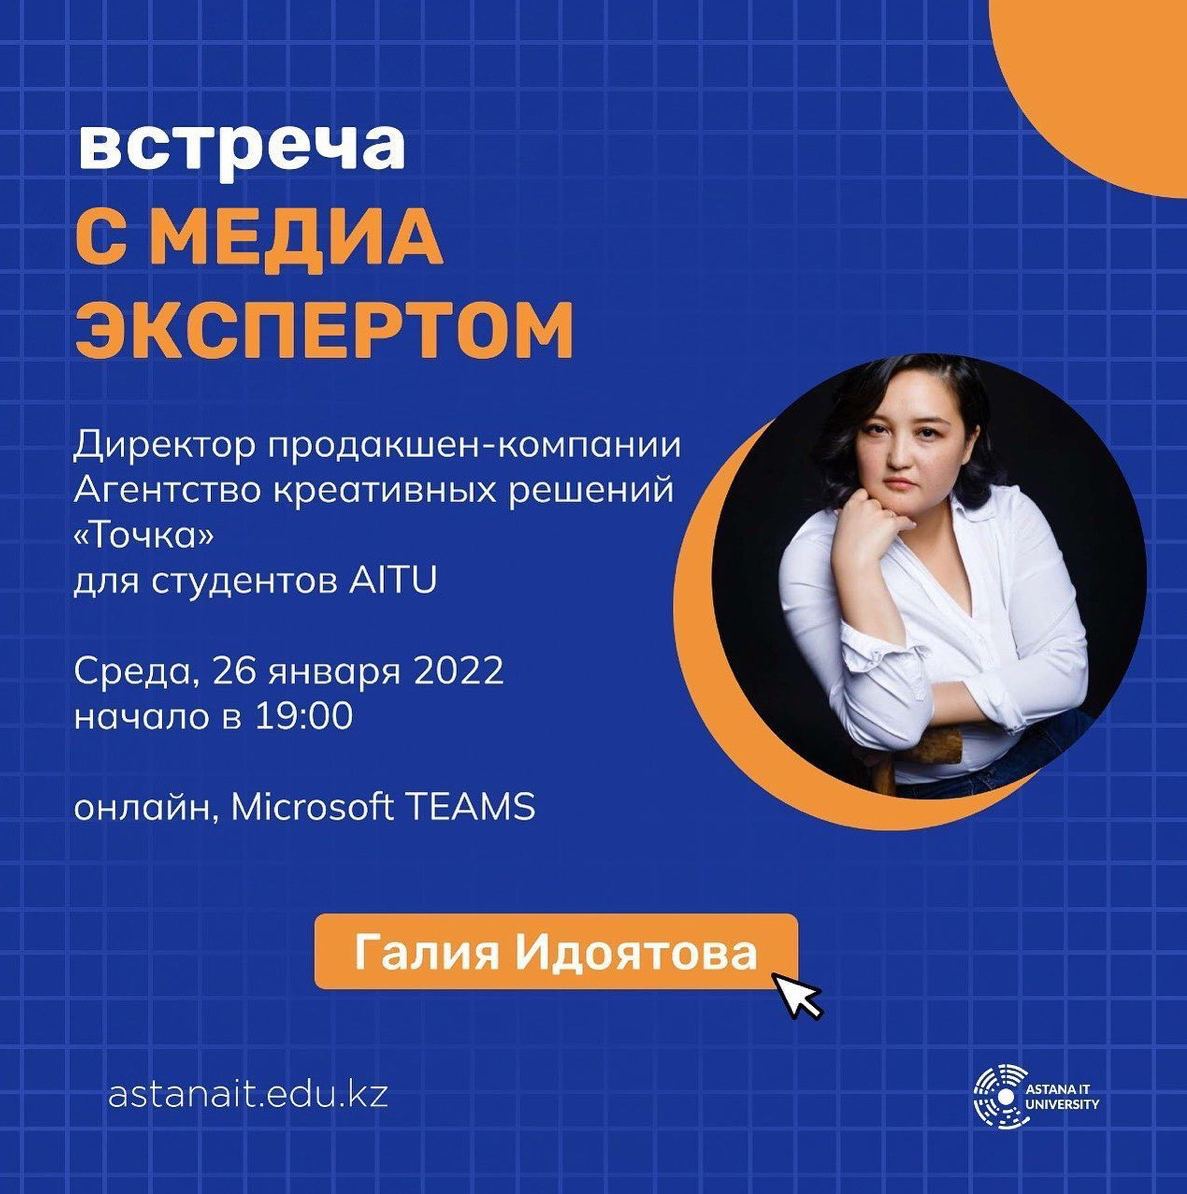 встреча
С МЕДИА
ЭКСПЕРТОМ
Директор продакшен-компании
Агентство креативных решений
«Точка»
для студентов AITU
Среда, 26 января 2022
начало в 19:00
онлайн, Microsoft TEAMS
Галия Идоятова
astanait.edu.kz
ASTANA IT
UNIVERSITY